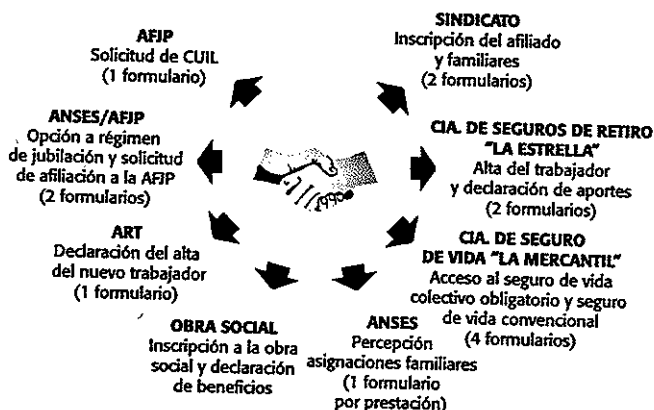 AFJP
Solicitud de CUIL
(1 formulario)
SINDICATO
Inscripción del afiliado
y familiares
(2 formularios)
ANSES/AFJP
Opción a régimen
de jubilación y solicitud
de afiliación a la AFJP
(2 formularios)
CIA. DE SEGUROS DE RETIRO
"LA ESTRELLA"
Alta del trabajador
y declaración de aportes
(2 formularios)
ART
Declaración del alta
del nuevo trabajador
(1 formulario)
CIA. DE SEGURO
DE VIDA "LA MERCANTIL"
Acceso al seguro de vida
colectivo obligatorio y seguro
de vida convencional
(4 formularios)
OBRA SOCIAL
Inscripción a la obra
social y declaración
de beneficios
ANSES
Percepción
asignaciones familiares
(1 formulario
por prestación)